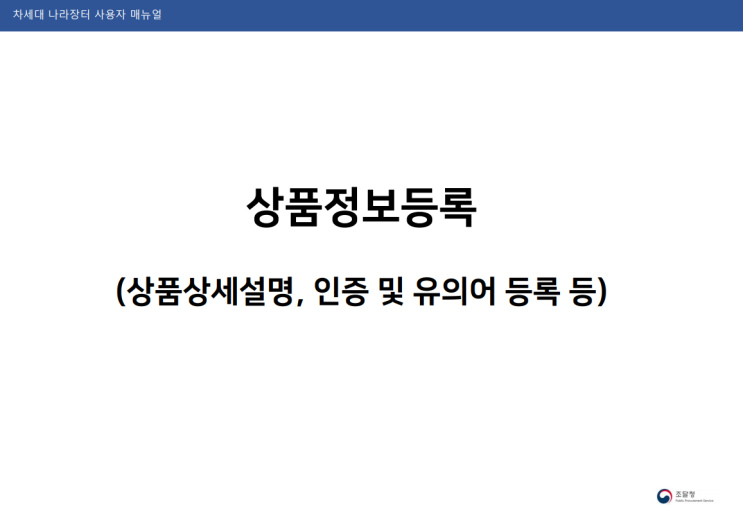 차세대 나라장터 사용자 매뉴얼
상품정보등록
(상품상세설명, 인증 및 유의어 등록 등)
조달청
Public Procurement Service